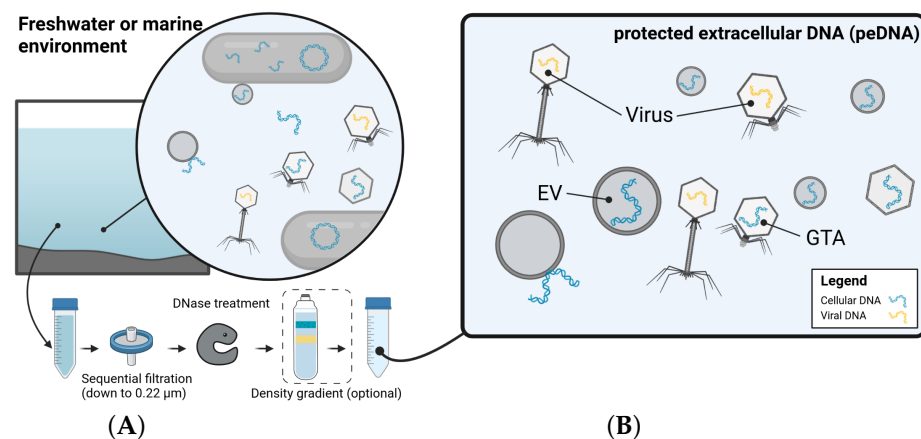 Freshwater or marine
environment
DNase treatment
Sequential filtration
(down to 0.22 µm)
Density gradient (optional)
(A)
protected extracellular DNA (peDNA)
Virus
EV
GTA
Legend
Cellular DNA
Viral DNA
(B)